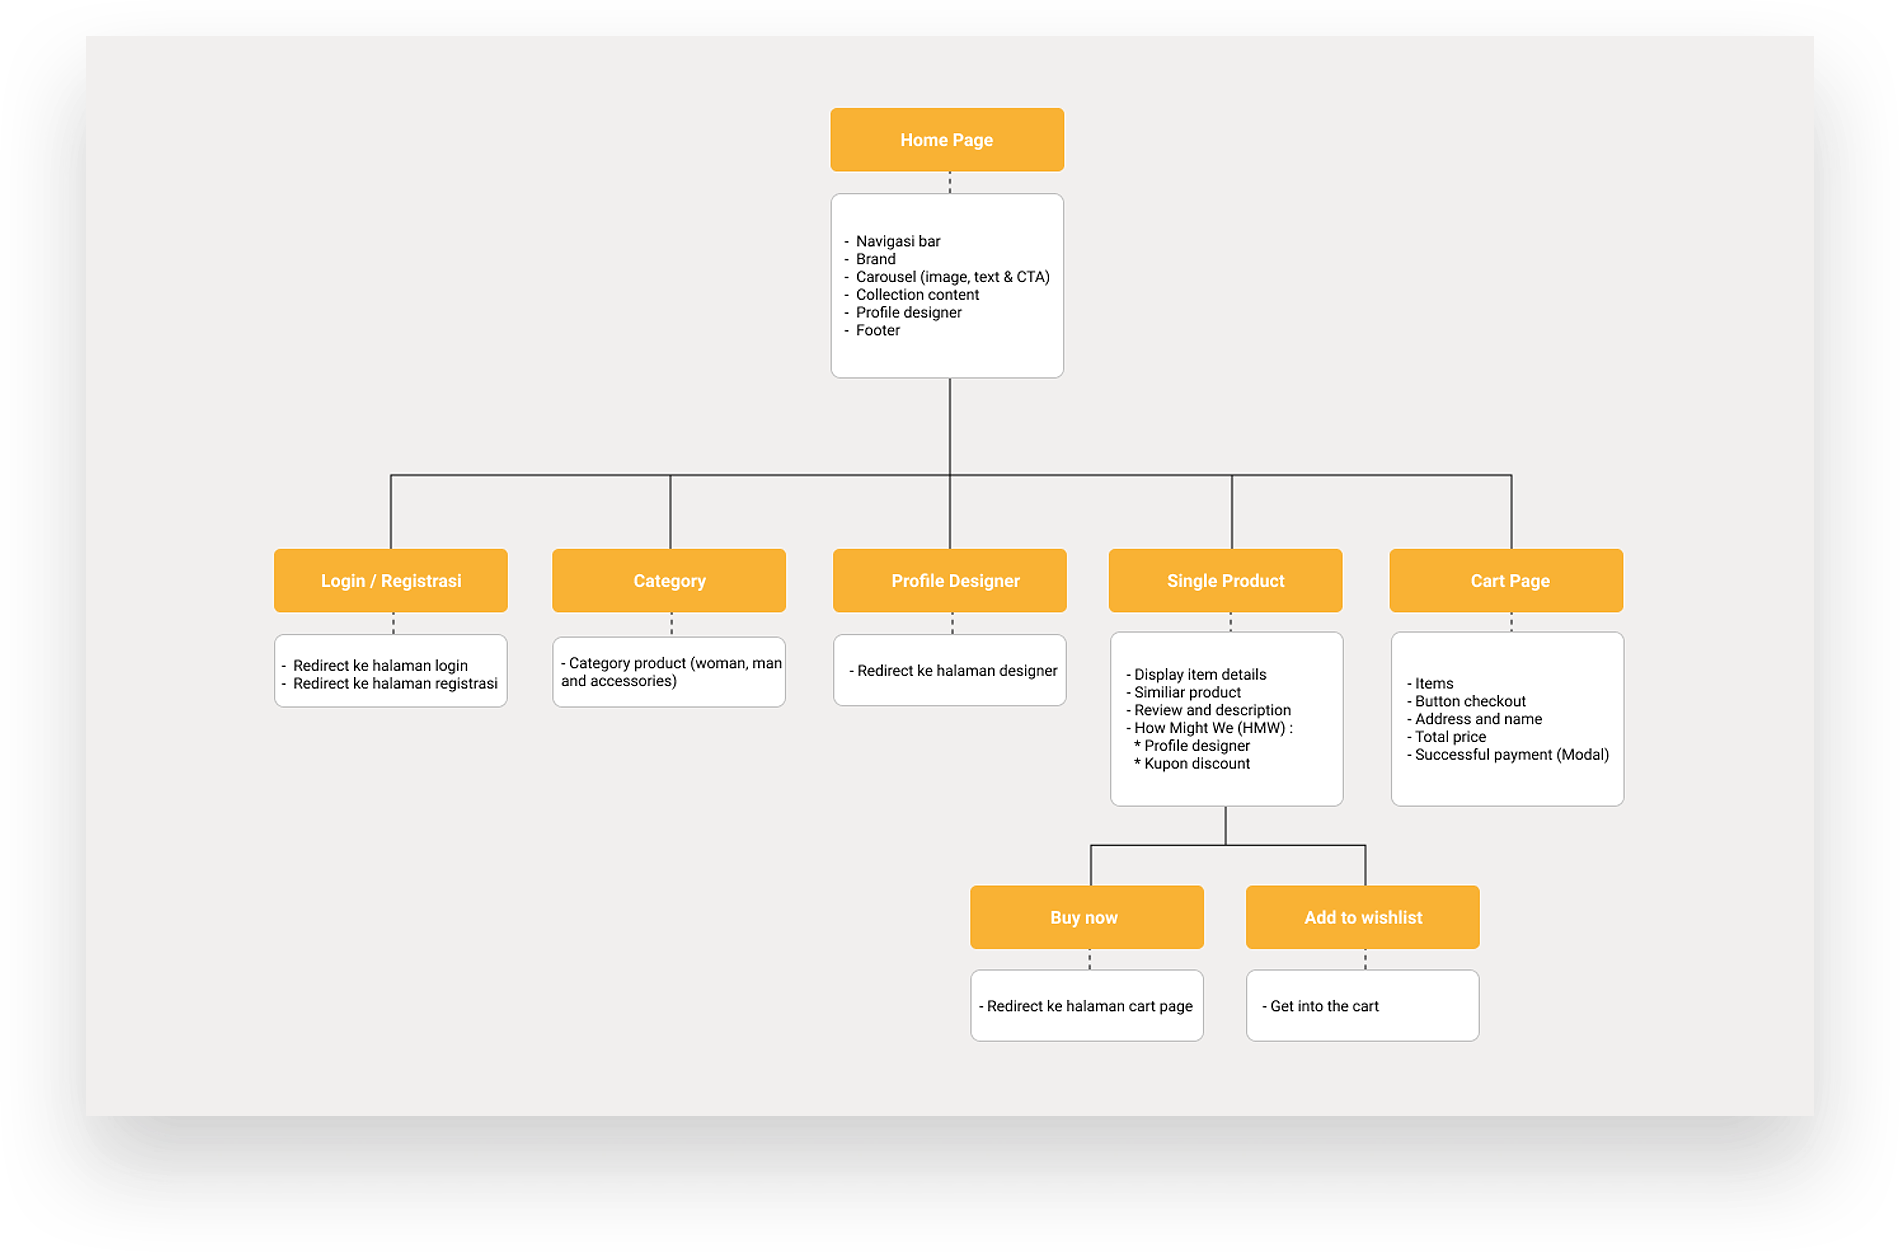 Home Page
- Navigasi bar
- Brand
- Carousel (image, text & CTA)
- Collection content
- Profile designer
- Footer
Login / Registrasi
- Redirect ke halaman login
- Redirect ke halaman registrasi
Category
- Category product (woman, man
and accessories)
Profile Designer
- Redirect ke halaman designer
Single Product
- Display item details
- Similiar product
- Review and description
- How Might We (HMW) :
* Profile designer
* Kupon discount
Cart Page
- Items
- Button checkout
- Address and name
- Total price
- Successful payment (Modal)
Buy now
- Redirect ke halaman cart page
Add to wishlist
- Get into the cart